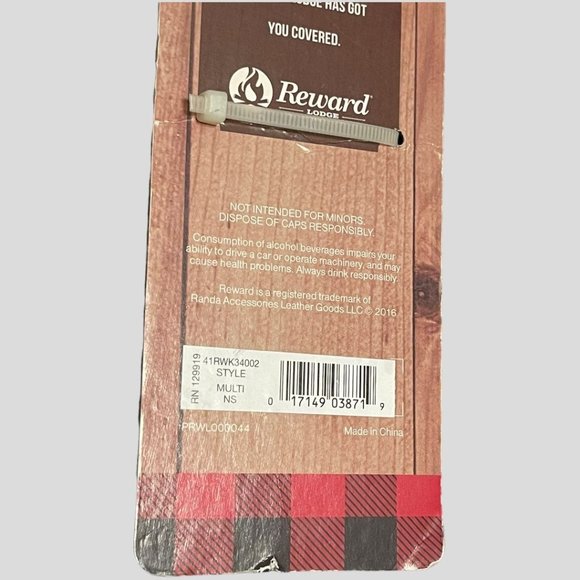 HAS GOT
YOU COVERED.
Reward
LODGE
NOT INTENDED FOR MINORS.
DISPOSE OF CAPS RESPONSIBLY.
Consumption of alcohol beverages impairs your
ability to drive a car or operate machinery, and may
cause health problems. Always drink responsibly.
Reward is a registered trademark of
Randa Accessories Leather Goods LLC © 2016
RN 129919
41RWK34002
STYLE
MULTI
NS
0 17149 03871 9
PRWL000044
Made in China